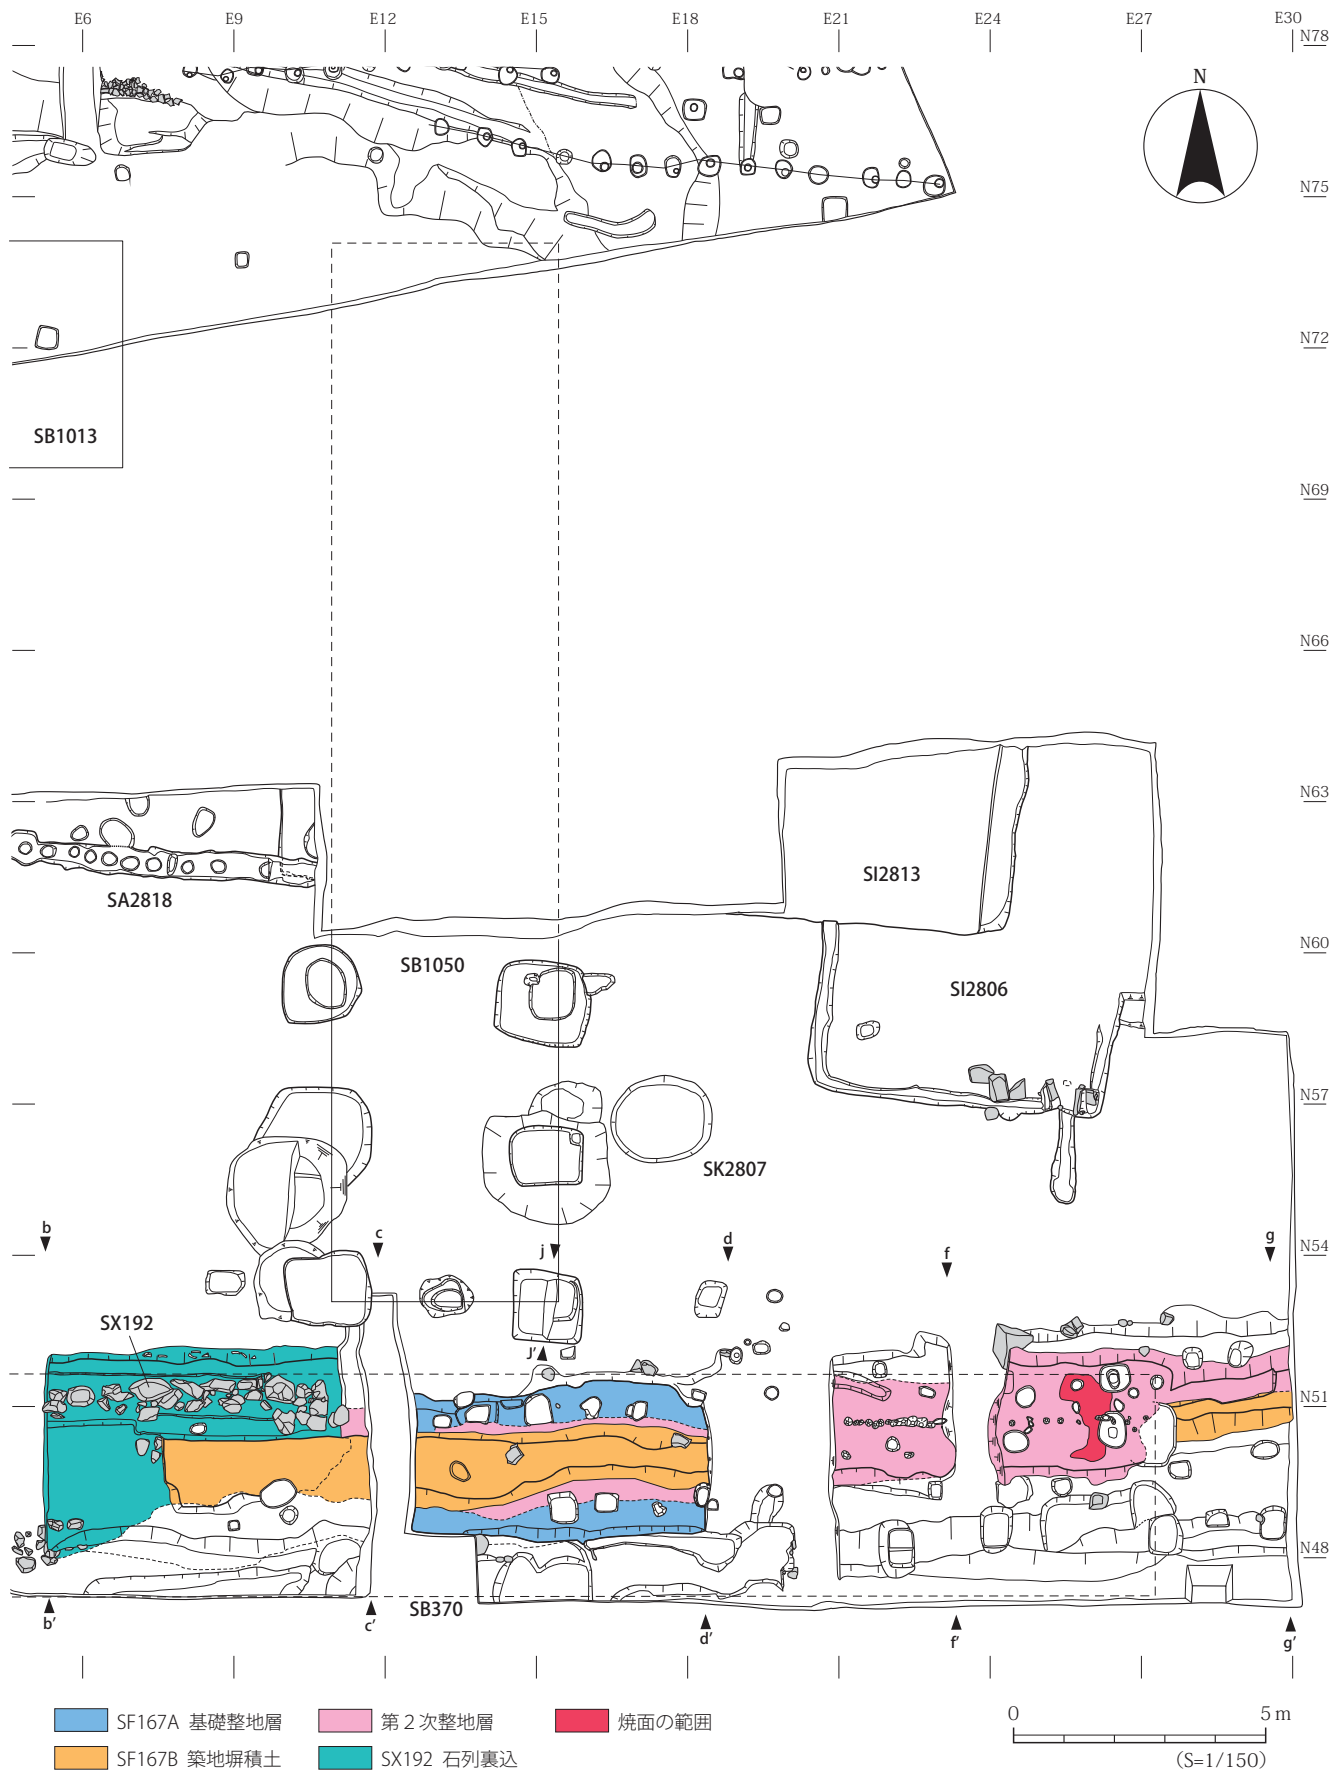 E6 E9 E12 E15 E18 E21 E24 E27 E30
N78
N
N75
N72
SB1013
N69
N66
N63
SI2813
SA2818
N60
SB1050
SI2806
N57
SK2807
b c j d f g
N54
SX192
J'
N51
N48
SB370
b' c' d' f' g'
SF167A 基礎整地層 第2次整地層 焼面の範囲
SF167B 築地塀積土 SX192 石列裏込
0 5 m
(S=1/150)